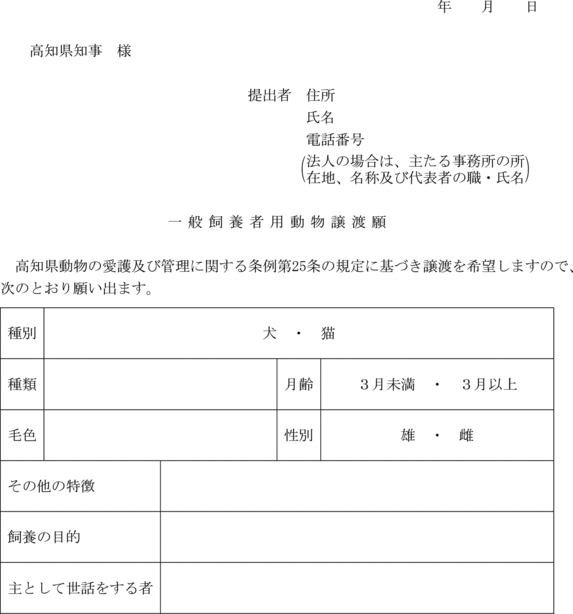 年　　月　　日
高知県知事　様
提出者　住所
氏名
電話番号
(法人の場合は、主たる事務所の所
在地、名称及び代表者の職・氏名)
一般飼養者用動物譲渡願
高知県動物の愛護及び管理に関する条例第25条の規定に基づき譲渡を希望しますので、
次のとおり願い出ます。
種別　犬　・　猫
種類　月齢　３月未満　・　３月以上
毛色　性別　雄　・　雌
その他の特徴
飼養の目的
主として世話をする者